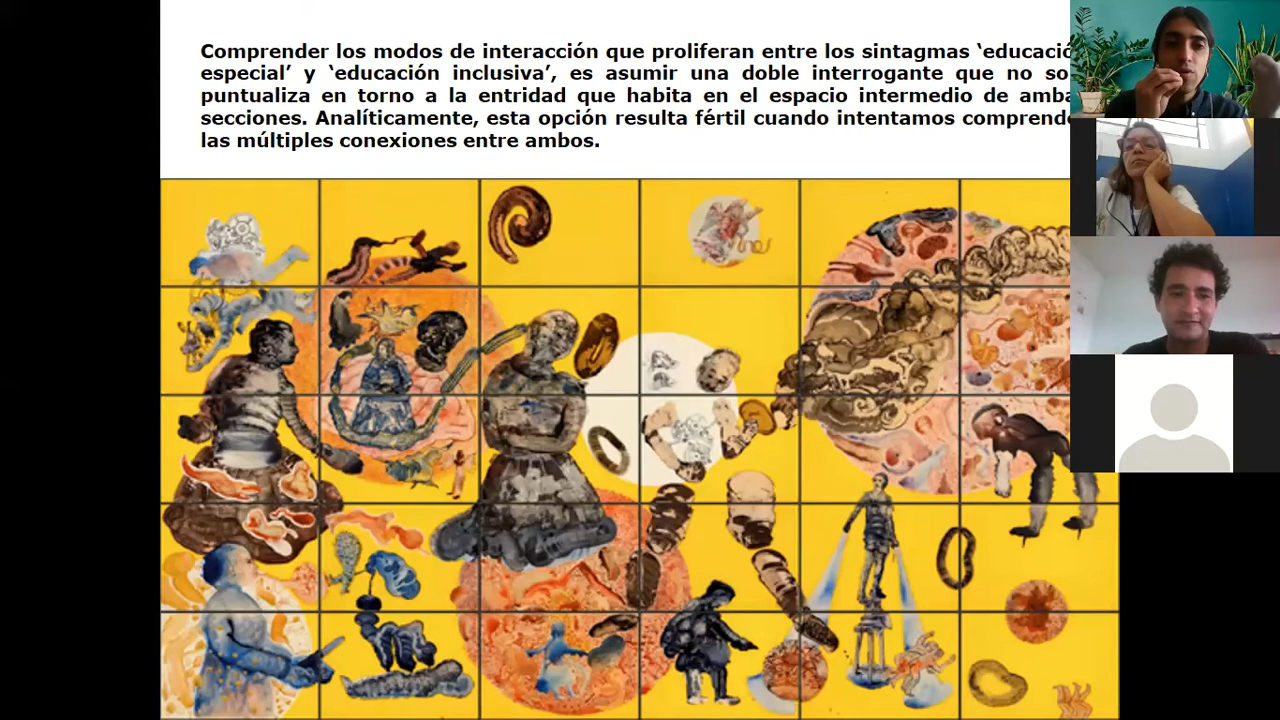 Comprender los modos de interacción que proliferan entre los sintagmas ‘educació
especial’ y ‘educación inclusiva’, es asumir una doble interrogante que no so
puntualiza en torno a la entridad que habita en el espacio intermedio de amba
secciones. Analíticamente, esta opción resulta fértil cuando intentamos comprend
las múltiples conexiones entre ambos.